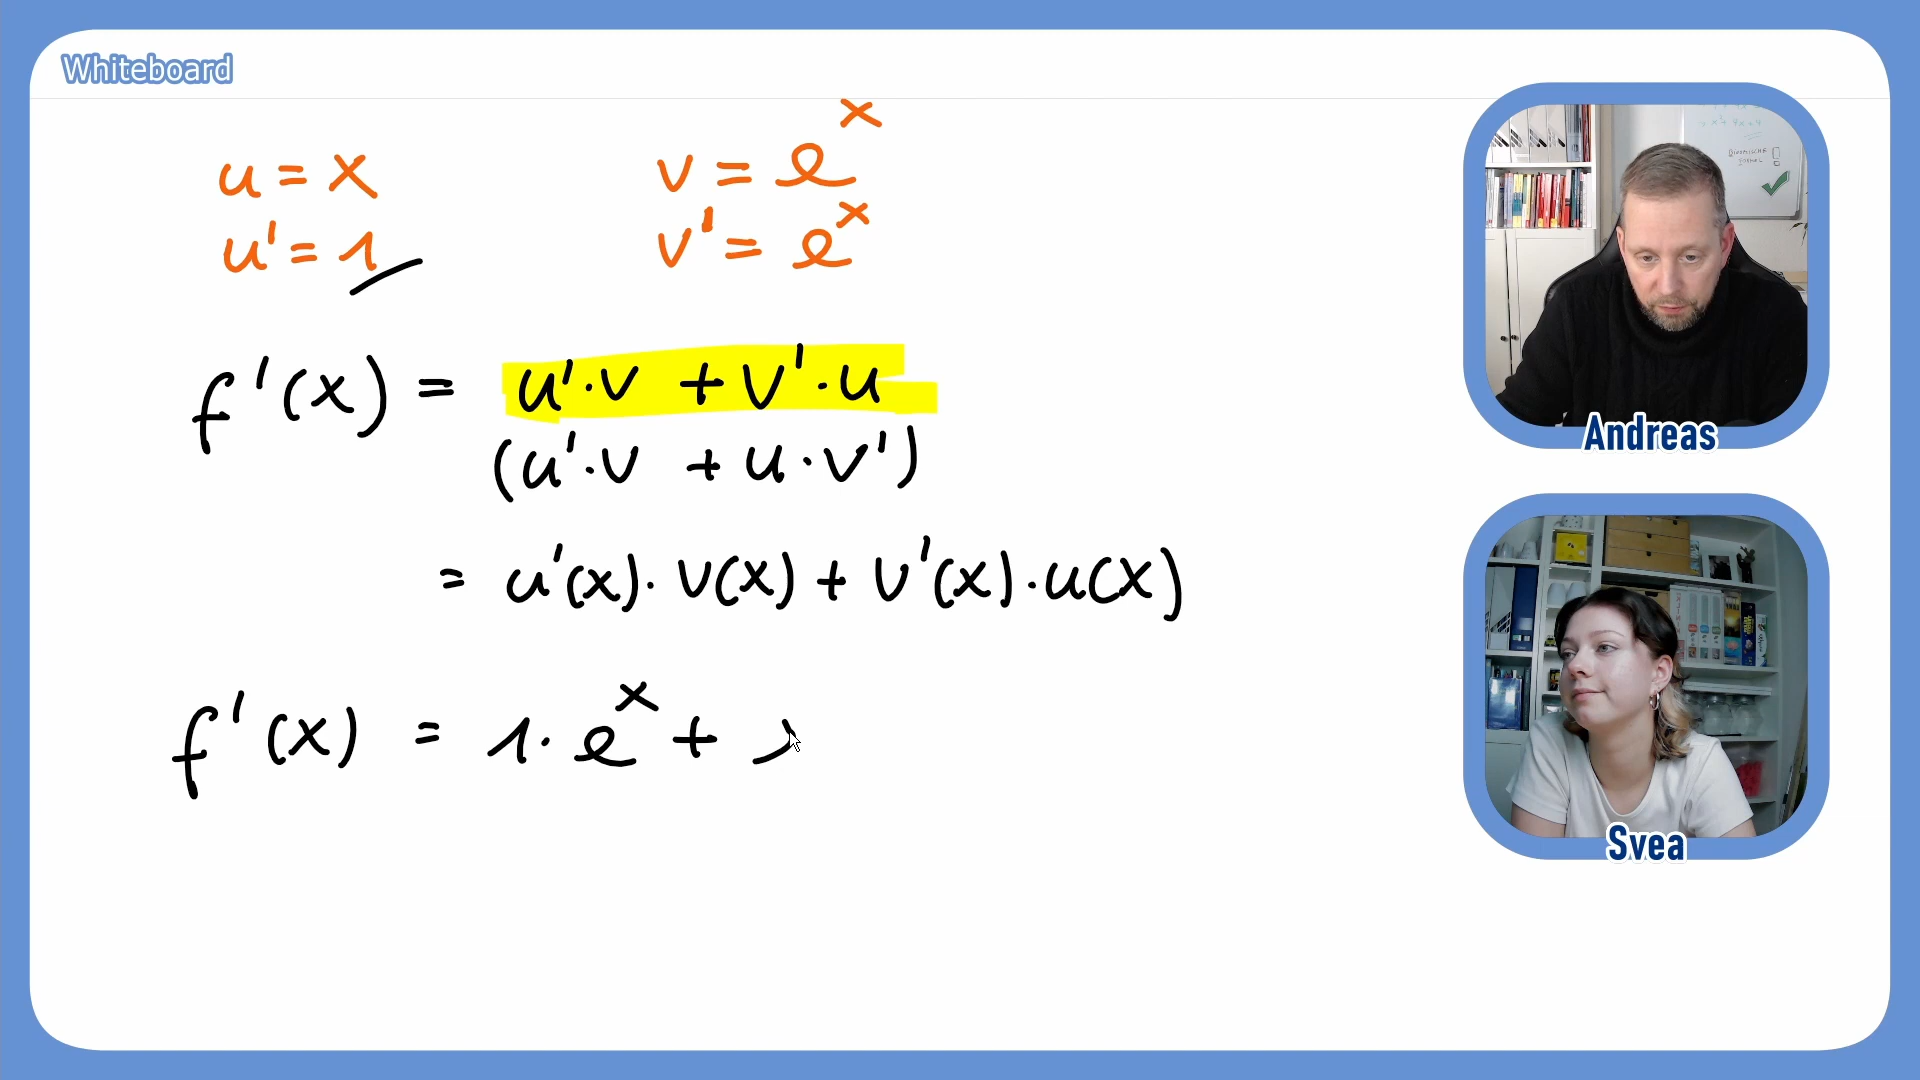 Whiteboard
u = x
v = e^x
u' = 1
v' = e^x
f'(x) = u'·v + v'·u
(u'·v + u·v')
= u'(x)·v(x) + v'(x)·u(x)
f'(x) = 1·e^x +
Andreas
Svea